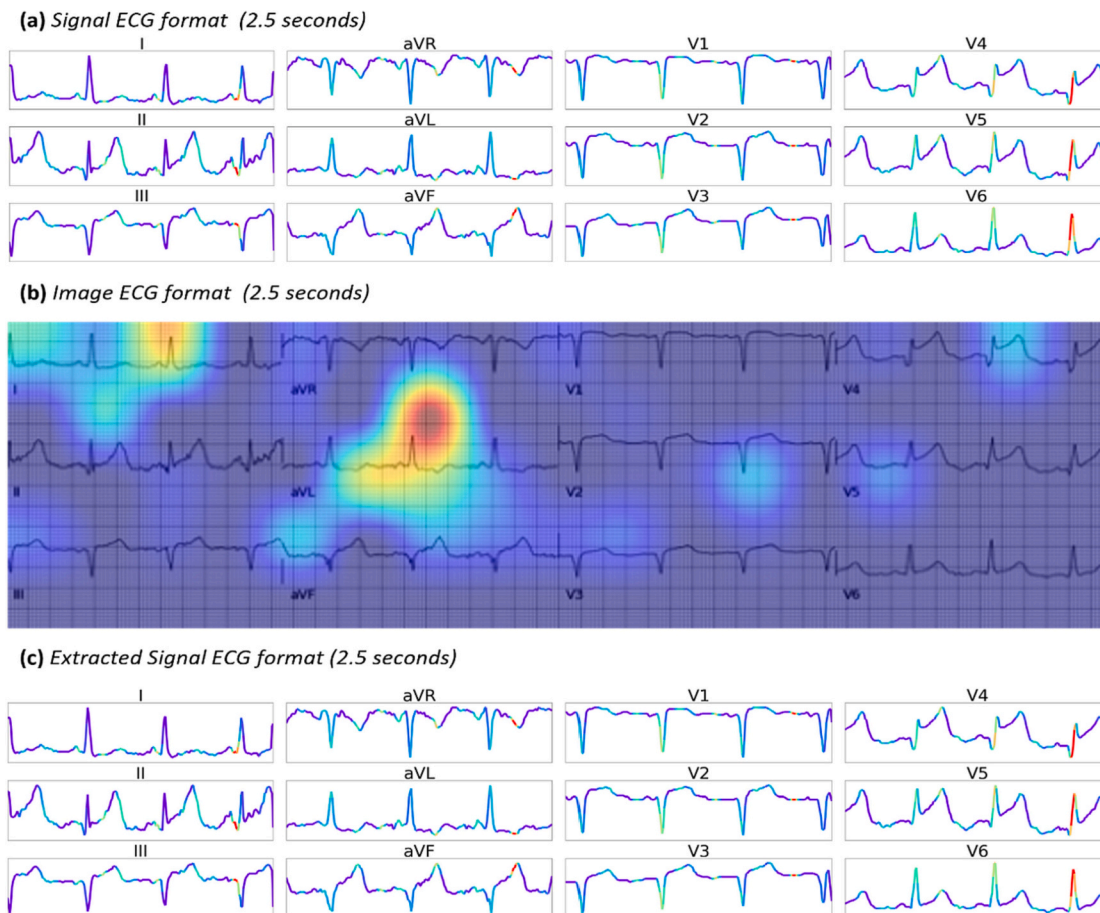 (a) Signal ECG format (2.5 seconds)
I aVR V1 V4
II aVL V2 V5
III aVF V3 V6
(b) Image ECG format (2.5 seconds)
I aVR V1 V4
II aVL V2 V5
III aVF V3 V6
(c) Extracted Signal ECG format (2.5 seconds)
I aVR V1 V4
II aVL V2 V5
III aVF V3 V6